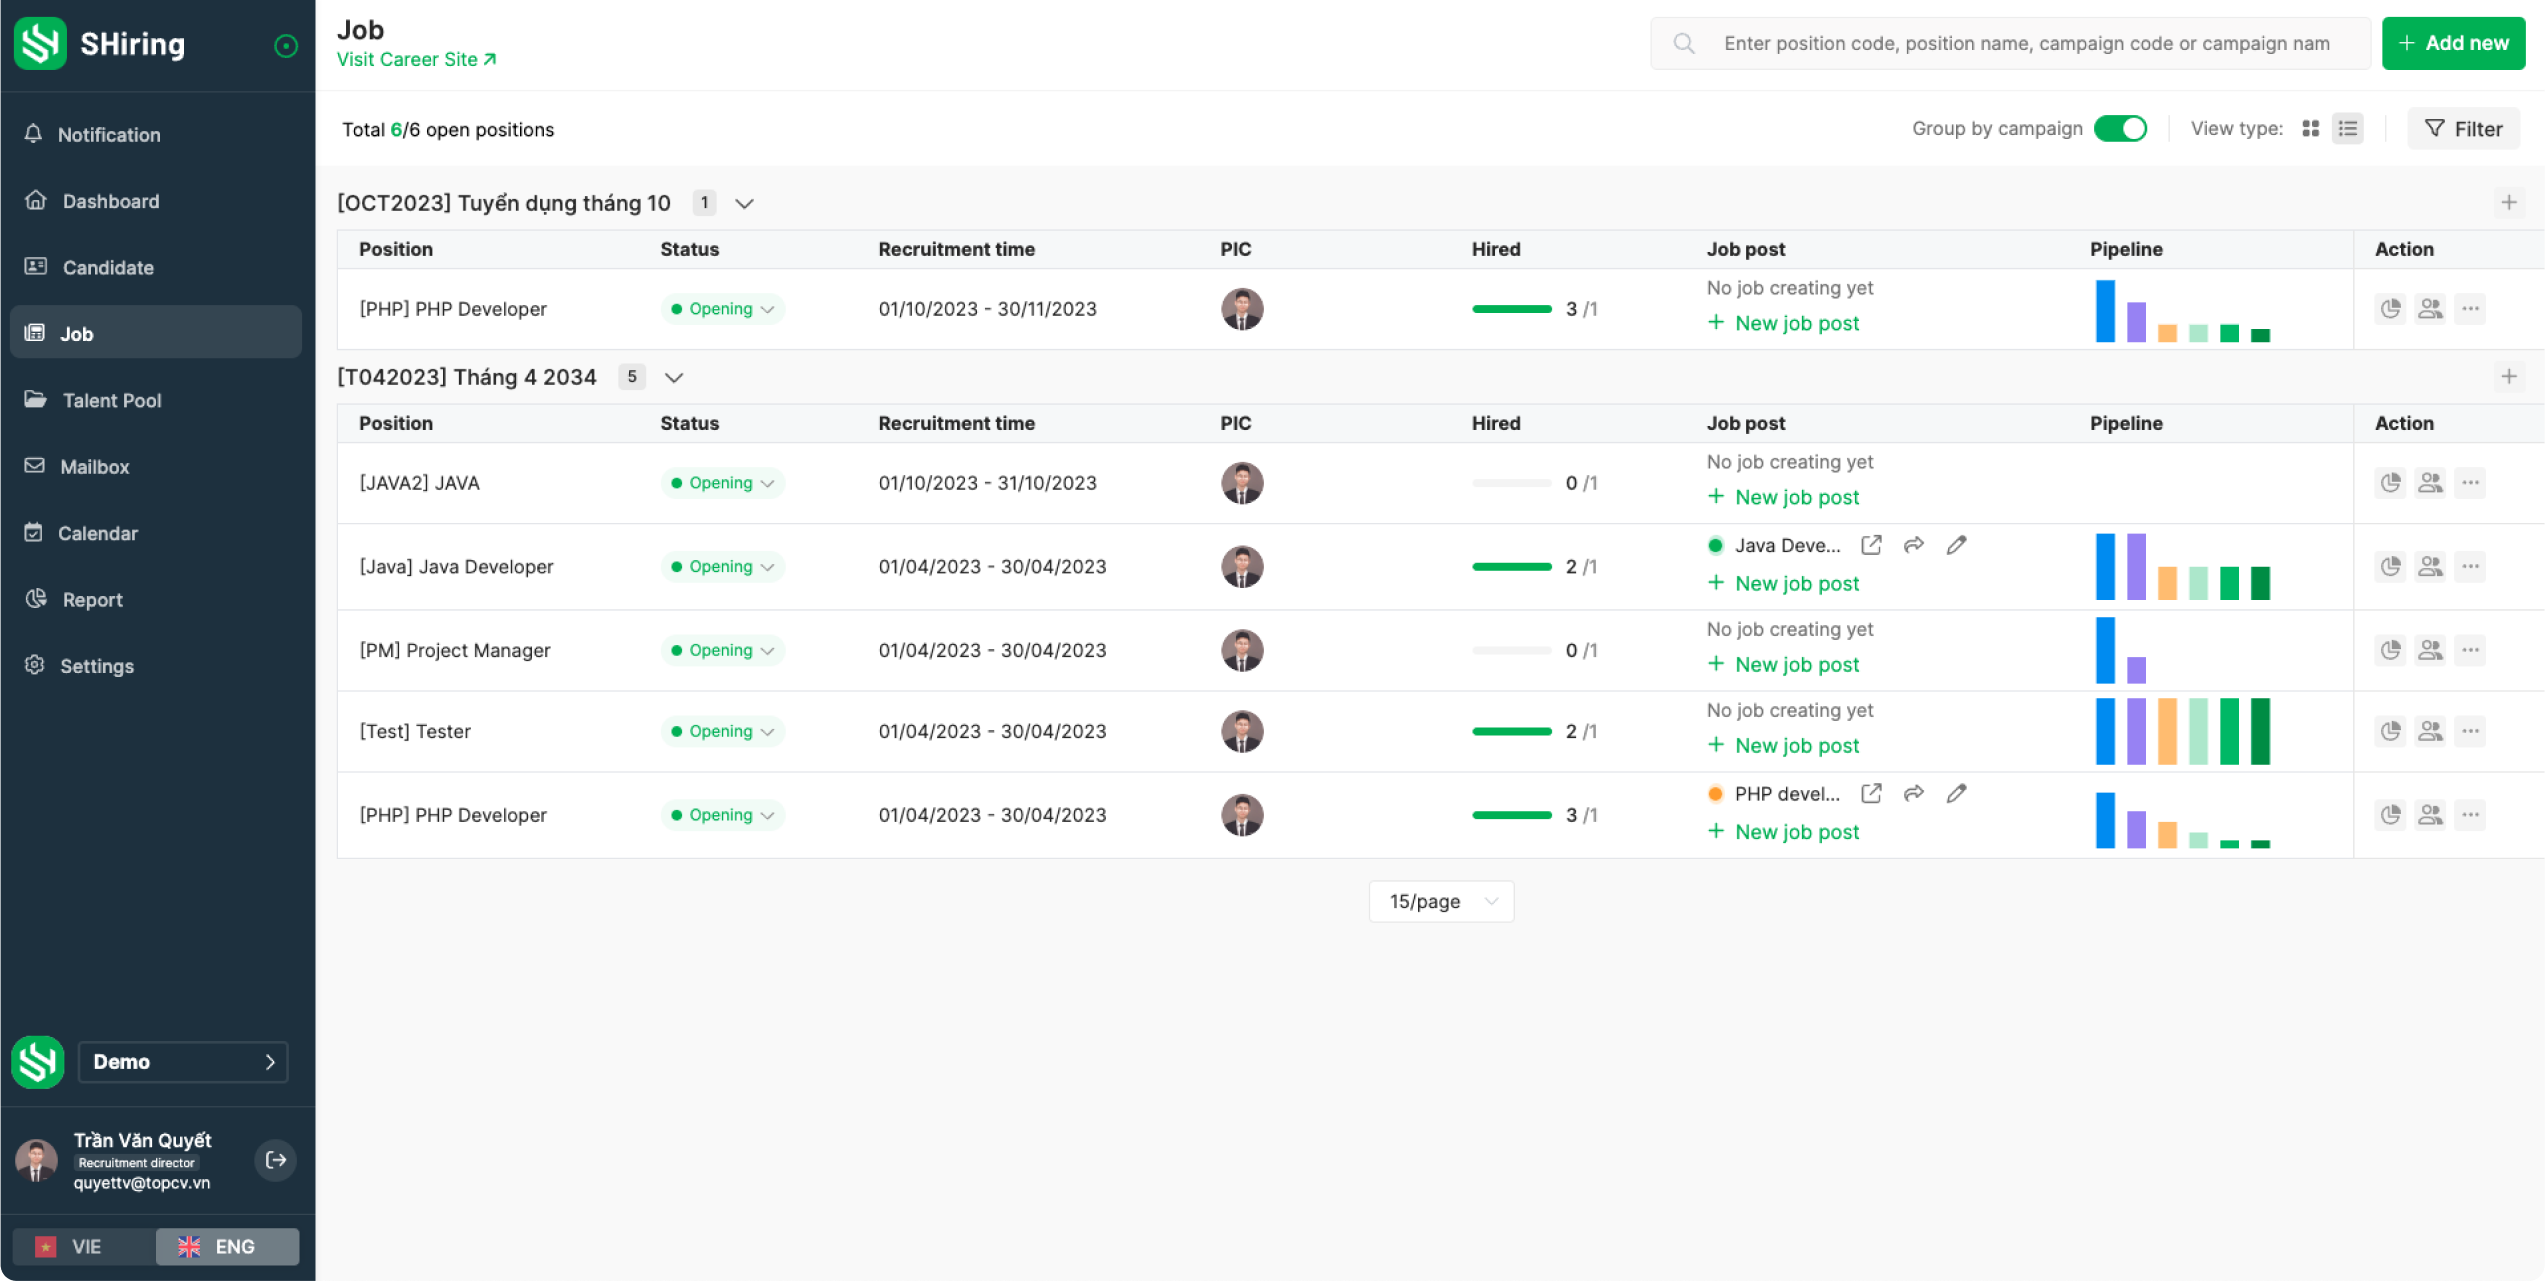 SHiring
Notification
Dashboard
Candidate
Job
Talent Pool
Mailbox
Calendar
Report
Settings
Demo
Trần Văn Quyết
Recruitment director
quyettv@topcv.vn
VIE ENG
Job
Visit Career Site
Enter position code, position name, campaign code or campaign nam
+ Add new
Total 6/6 open positions
Group by campaign
View type:
Filter
[OCT2023] Tuyển dụng tháng 10 1
Position Status Recruitment time PIC Hired Job post Pipeline Action
[PHP] PHP Developer Opening 01/10/2023 - 30/11/2023 3 /1 No job creating yet
+ New job post
[T042023] Tháng 4 2034 5
Position Status Recruitment time PIC Hired Job post Pipeline Action
[JAVA2] JAVA Opening 01/10/2023 - 31/10/2023 0 /1 No job creating yet
+ New job post
[Java] Java Developer Opening 01/04/2023 - 30/04/2023 2 /1 Java Deve...
+ New job post
[PM] Project Manager Opening 01/04/2023 - 30/04/2023 0 /1 No job creating yet
+ New job post
[Test] Tester Opening 01/04/2023 - 30/04/2023 2 /1 No job creating yet
+ New job post
[PHP] PHP Developer Opening 01/04/2023 - 30/04/2023 3 /1 PHP devel...
+ New job post
15/page